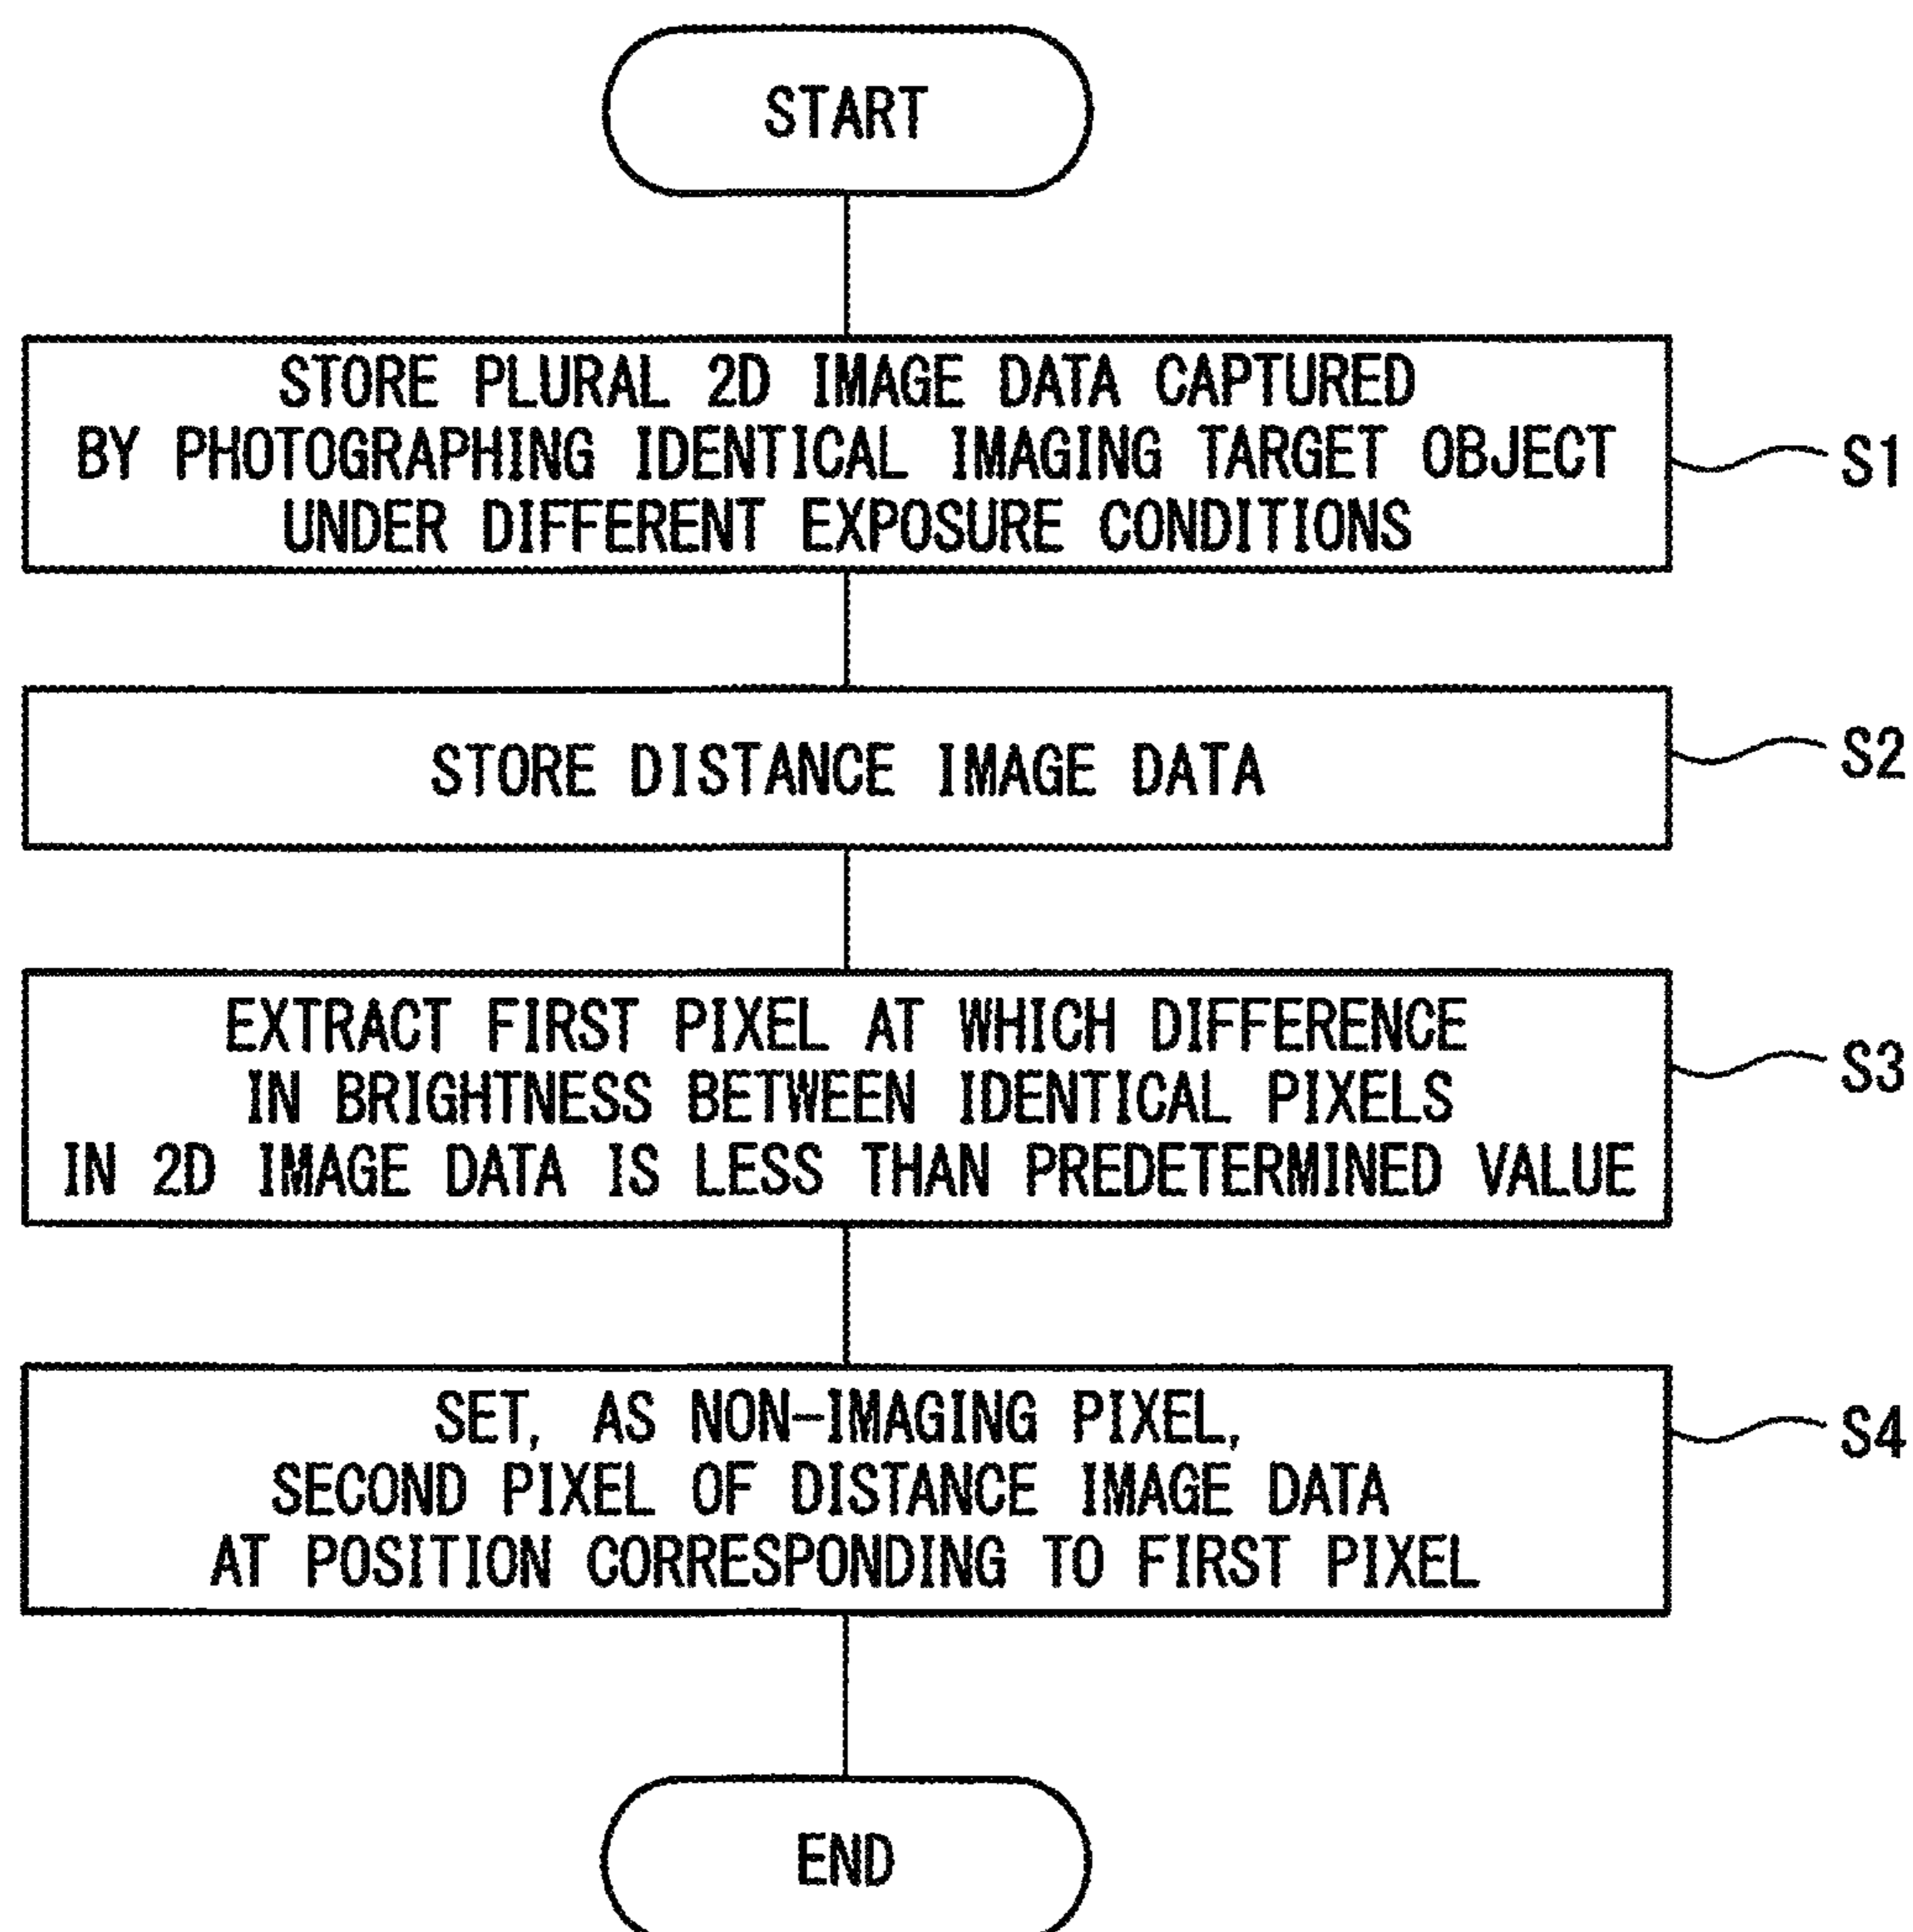 START
STORE PLURAL 2D IMAGE DATA CAPTURED
BY PHOTOGRAPHING IDENTICAL IMAGING TARGET OBJECT
UNDER DIFFERENT EXPOSURE CONDITIONS
S1
STORE DISTANCE IMAGE DATA
S2
EXTRACT FIRST PIXEL AT WHICH DIFFERENCE
IN BRIGHTNESS BETWEEN IDENTICAL PIXELS
IN 2D IMAGE DATA IS LESS THAN PREDETERMINED VALUE
S3
SET, AS NON-IMAGING PIXEL,
SECOND PIXEL OF DISTANCE IMAGE DATA
AT POSITION CORRESPONDING TO FIRST PIXEL
S4
END